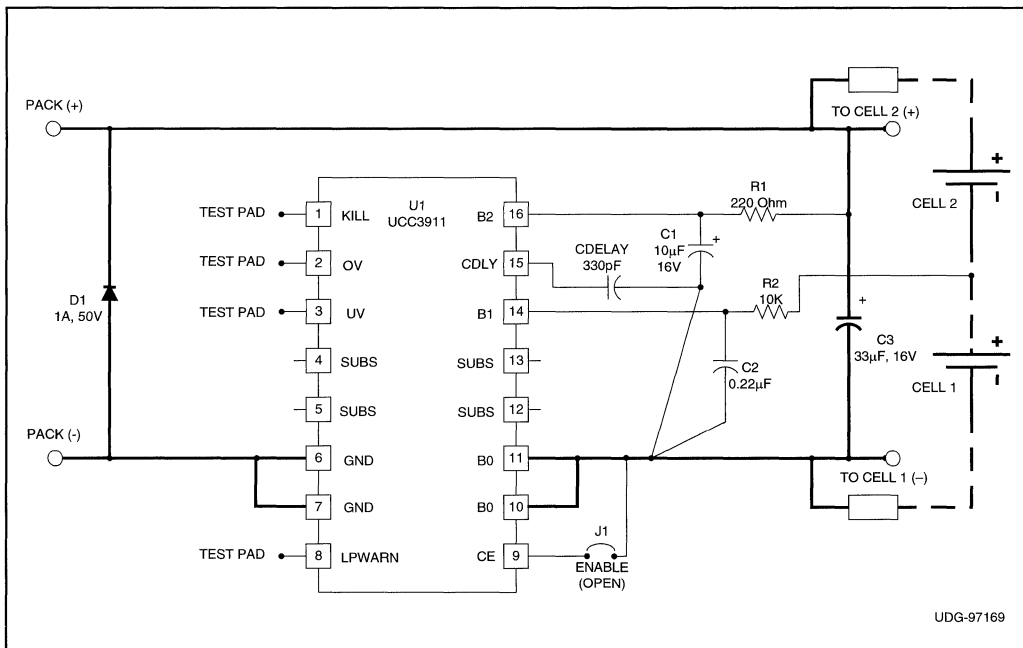 PACK (+)
TO CELL 2 (+)
U1
UCC3911
R1
220 Ohm
CELL 2
+
-
TEST PAD
1
KILL
B2
16
C1
10µF
16V
+
TEST PAD
2
OV
CDLY
15
CDELAY
330pF
R2
10K
D1
1A, 50V
TEST PAD
3
UV
B1
14
+
C3
33µF, 16V
4
SUBS
SUBS
13
C2
0.22µF
+
-
CELL 1
5
SUBS
SUBS
12
PACK (-)
6
GND
B0
11
TO CELL 1 (–)
7
GND
B0
10
TEST PAD
8
LPWARN
CE
9
J1
ENABLE
(OPEN)
UDG-97169